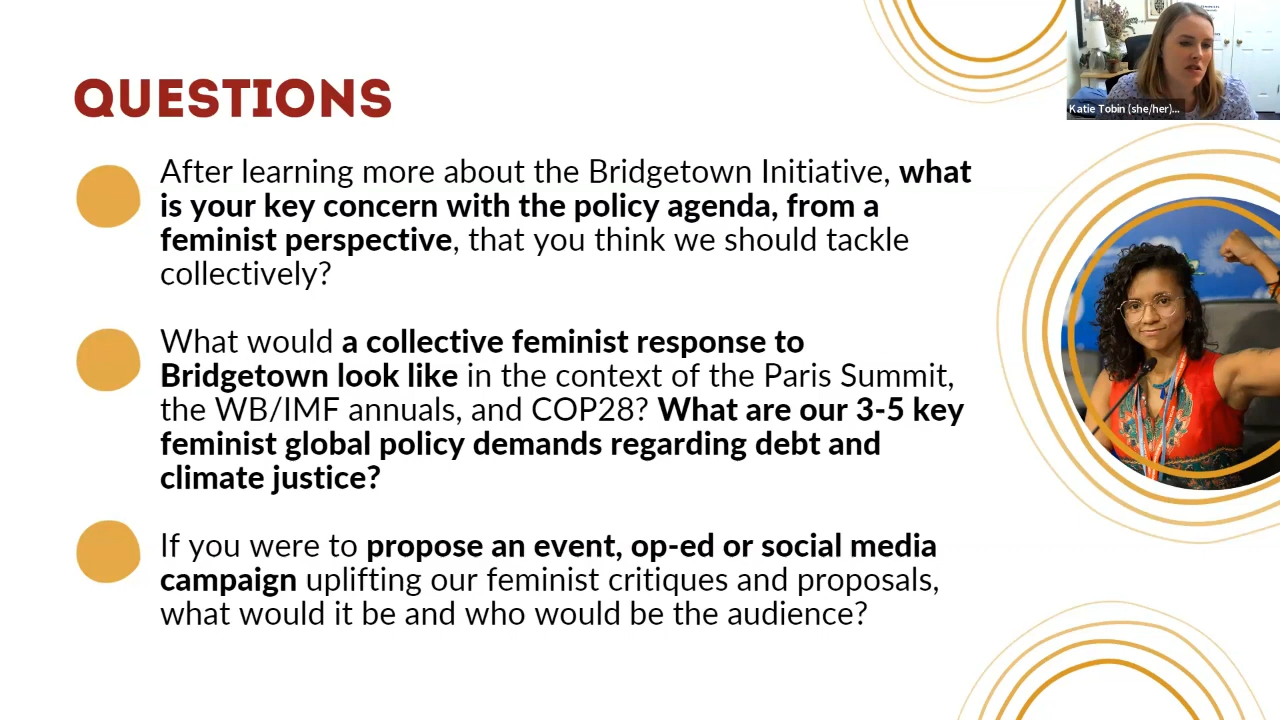 QUESTIONS
After learning more about the Bridgetown Initiative, what
is your key concern with the policy agenda, from a
feminist perspective, that you think we should tackle
collectively?
What would a collective feminist response to
Bridgetown look like in the context of the Paris Summit,
the WB/IMF annuals, and COP28? What are our 3-5 key
feminist global policy demands regarding debt and
climate justice?
If you were to propose an event, op-ed or social media
campaign uplifting our feminist critiques and proposals,
what would it be and who would be the audience?
Katie Tobin (she/her)...